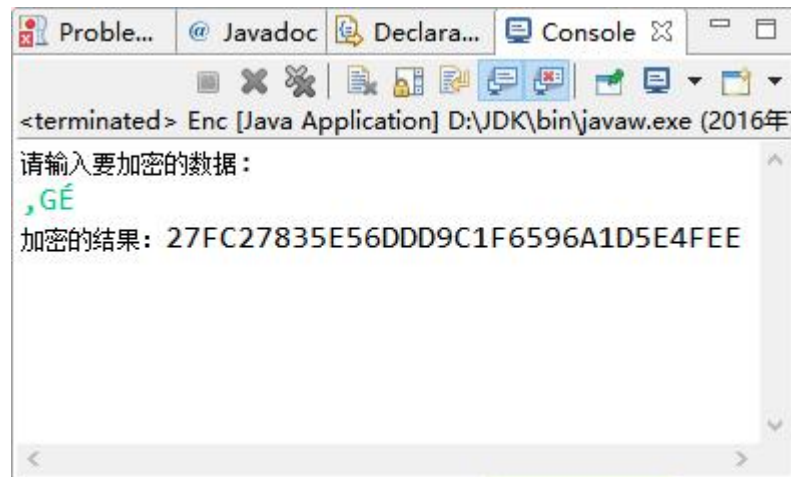 Proble... @ Javadoc Declara... Console
<terminated> Enc [Java Application] D:\JDK\bin\javaw.exe (2016年
请输入要加密的数据：
,GÉ
加密的结果：27FC27835E56DDD9C1F6596A1D5E4FEE